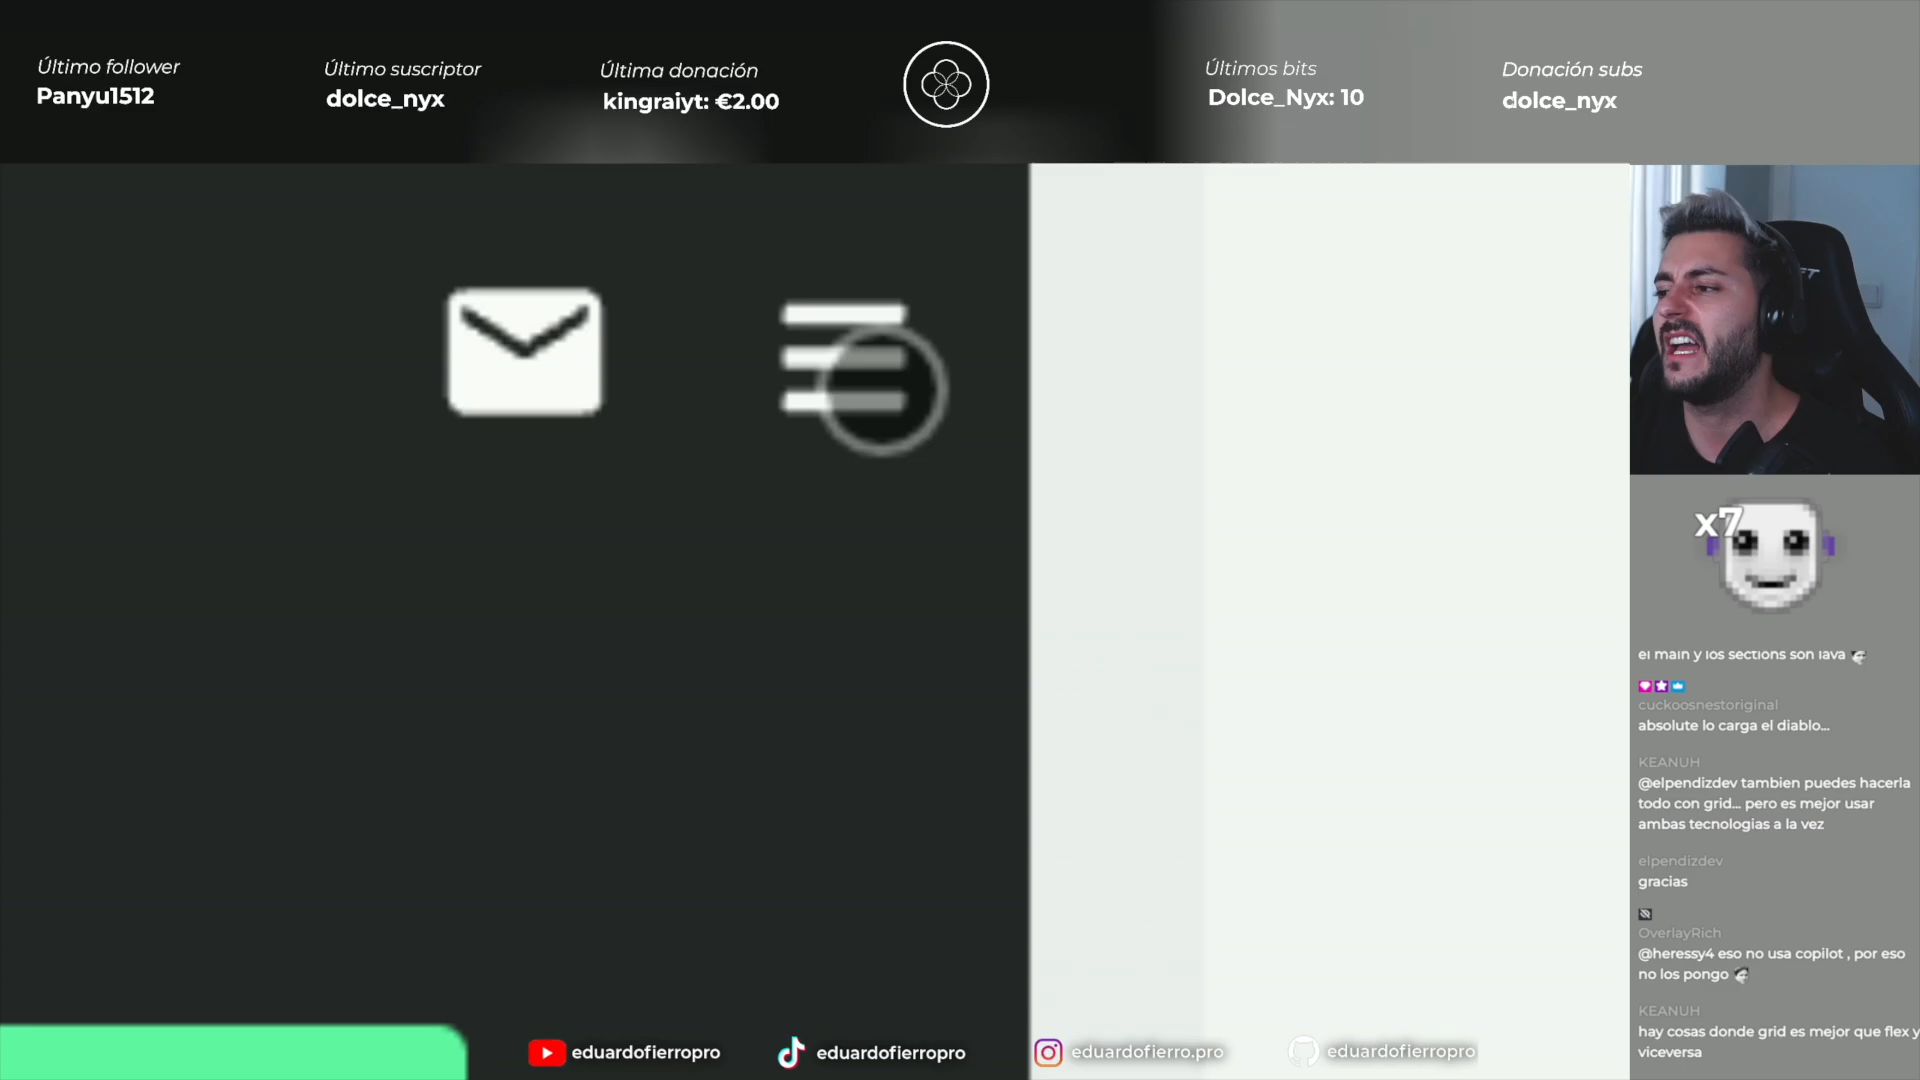 Último follower
Panyu1512
Último suscriptor
dolce_nyx
Última donación
kingraiyt: €2.00
Últimos bits
Dolce_Nyx: 10
Donación subs
dolce_nyx
x7
el main y los sections son lava
cuckoosnestoriginal
absolute lo carga el diablo...
KEANUH
@elpendizdev tambien puedes hacerla
todo con grid... pero es mejor usar
ambas tecnologias a la vez
elpendizdev
gracias
OverlayRich
@heressy4 eso no usa copilot , por eso
no los pongo
KEANUH
hay cosas donde grid es mejor que flex y
viceversa
eduardofierropro
eduardofierropro
eduardofierro.pro
eduardofierropro